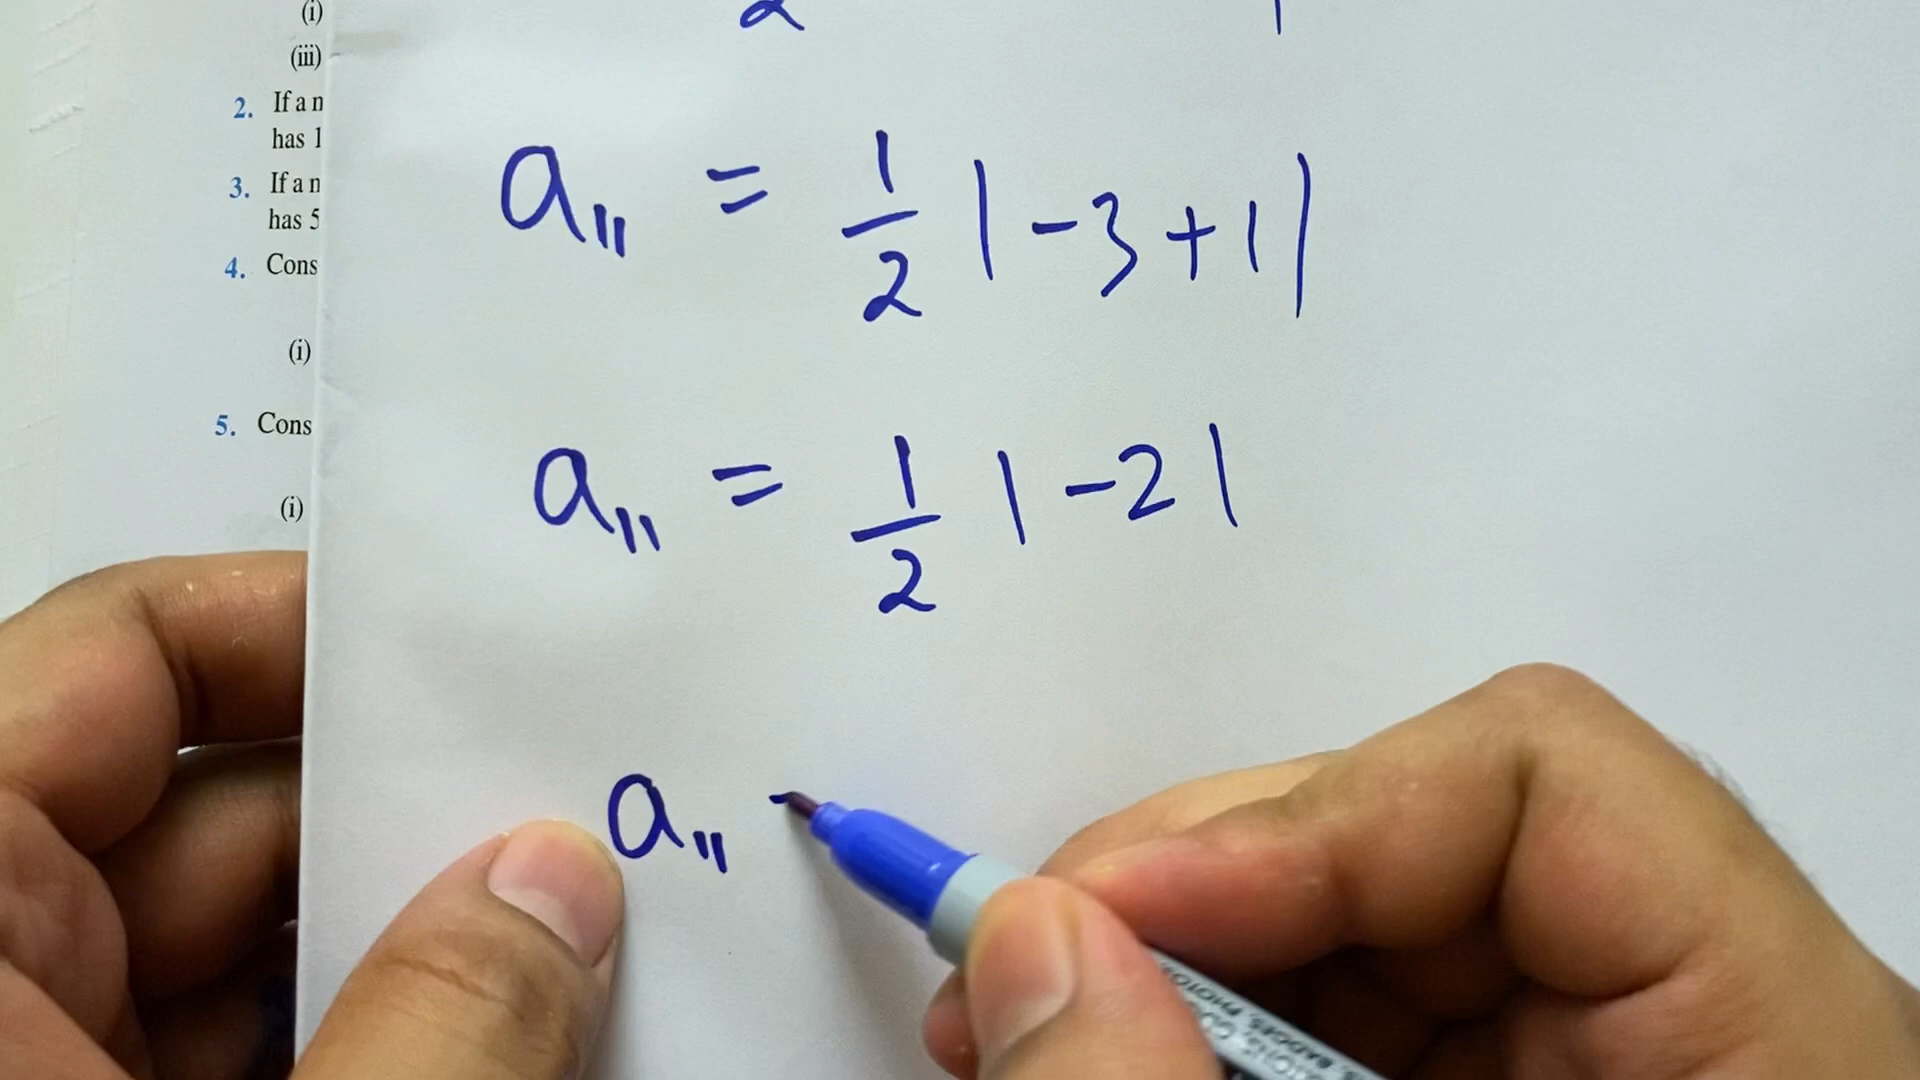 (i)
(iii)
2. If a
has
3. If a
has 5
4. Cons
(i)
5. Cons
(i)
2
a₁₁ = 1/2 |-3+1|
a₁₁ = 1/2 |-2|
a₁₁ -